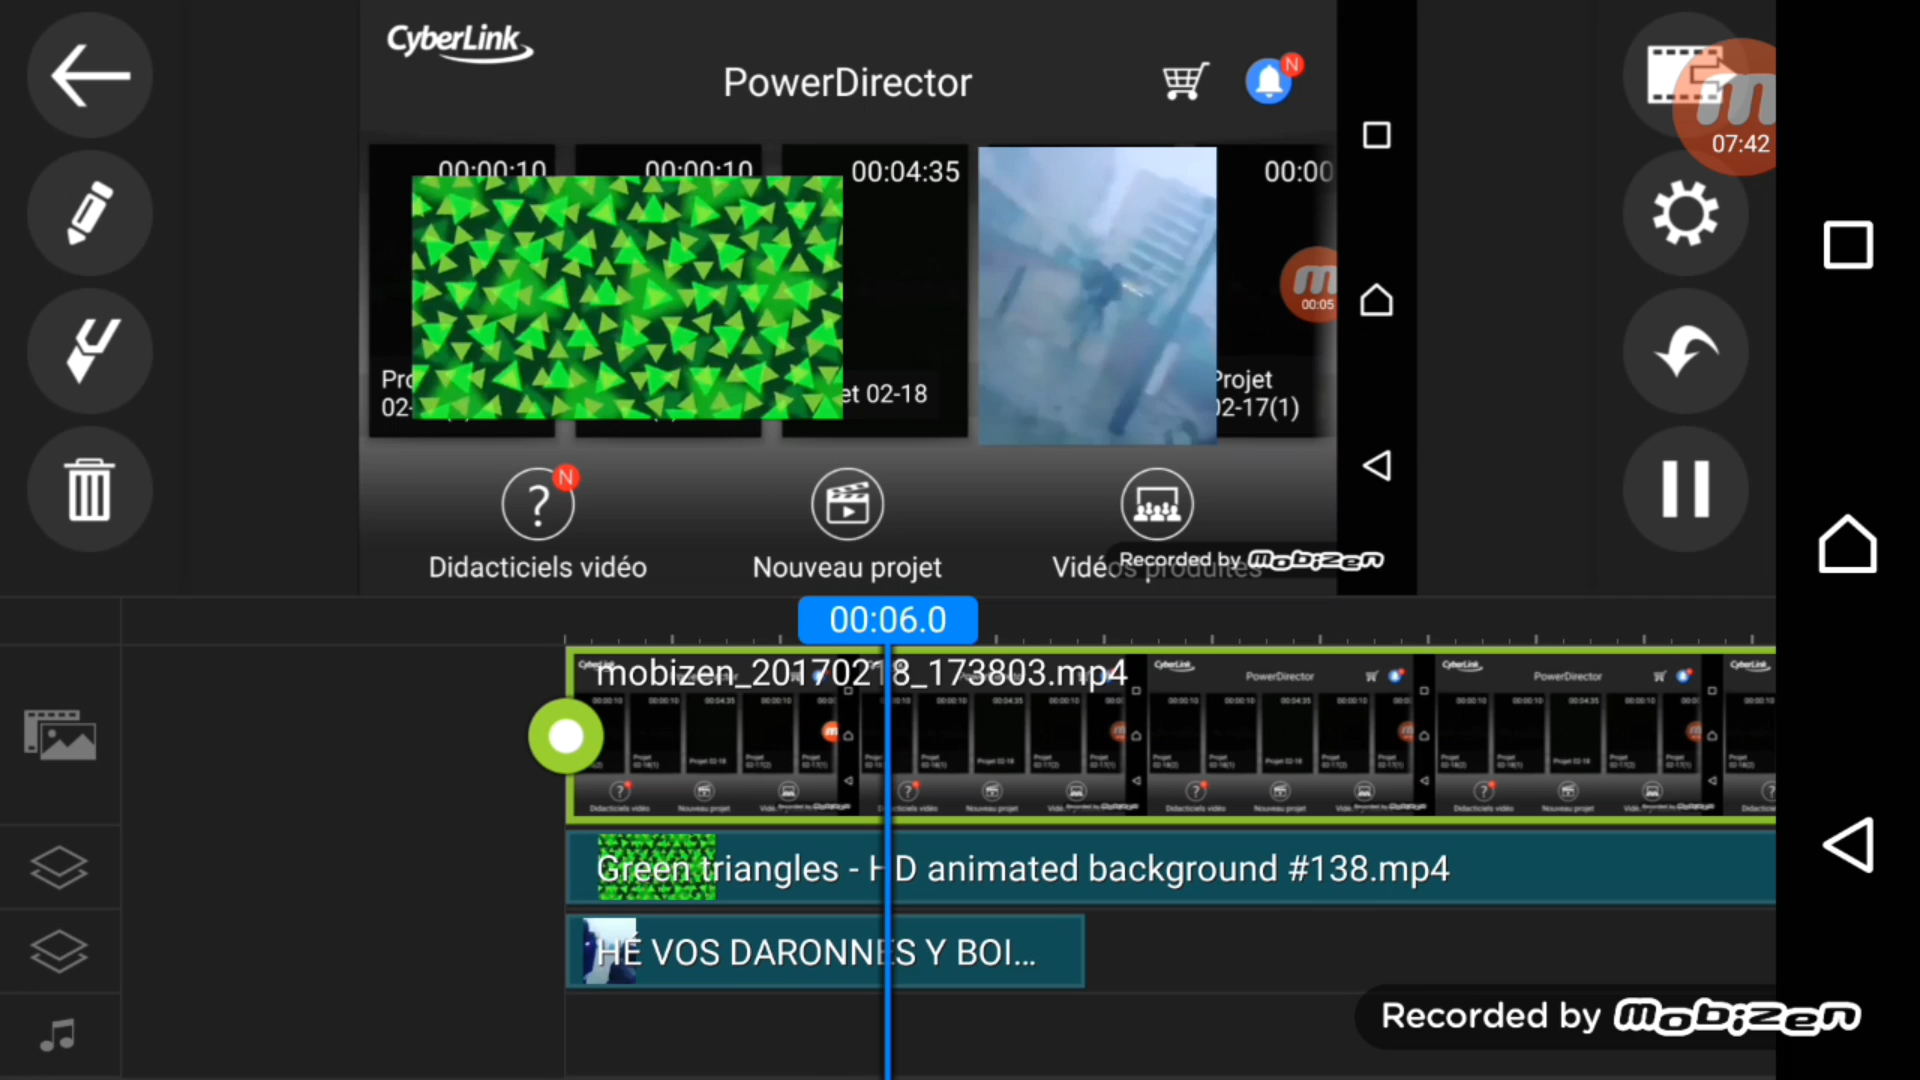 CyberLink
PowerDirector
N
07:42
00:00:10
00:00:10
00:04:35
00:00
00:05
Pro
02-
et 02-18
Projet
02-17(1)
?
N
Didacticiels vidéo
Nouveau projet
Vidéos produites
Recorded by mobizen
00:06.0
mobizen_20170218_173803.mp4
Green triangles - HD animated background #138.mp4
HÉ VOS DARONNES Y BOI...
Recorded by mobizen